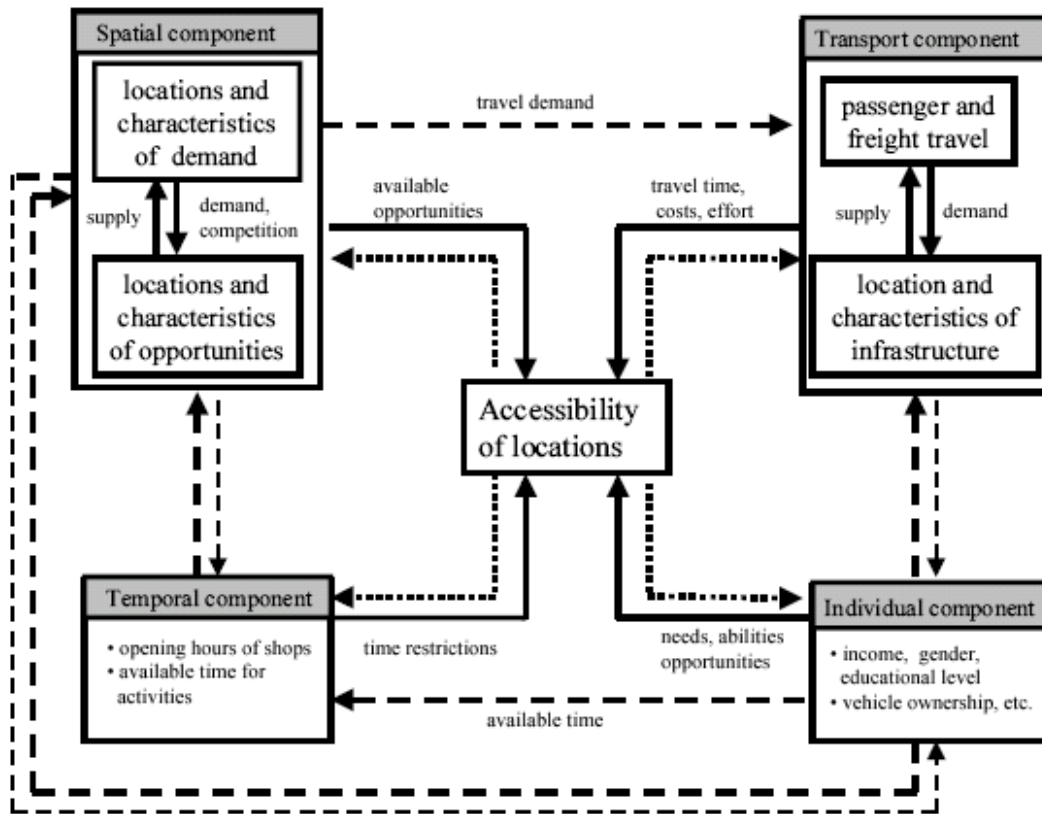 Spatial component
locations and
characteristics
of demand
supply
demand,
competition
locations and
characteristics
of opportunities
travel demand
available
opportunities
travel time,
costs, effort
Transport component
passenger and
freight travel
supply
demand
location and
characteristics of
infrastructure
Accessibility
of locations
Temporal component
• opening hours of shops
• available time for
activities
time restrictions
needs, abilities
opportunities
available time
Individual component
• income, gender,
educational level
• vehicle ownership, etc.